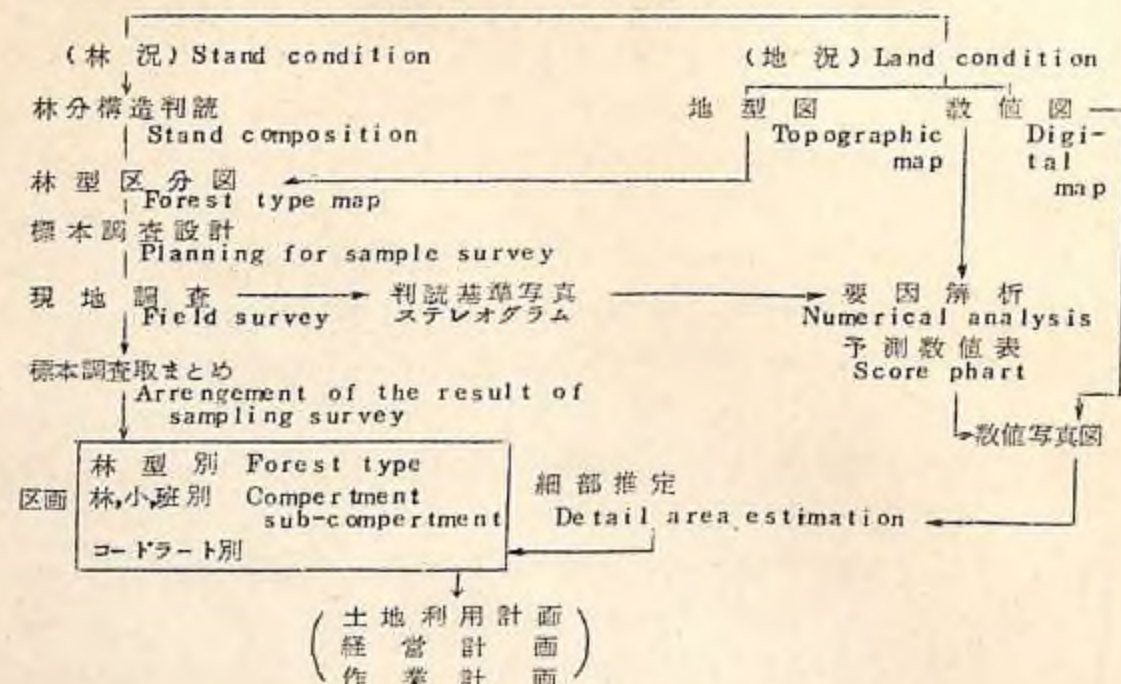 (林 況) Stand condition
(地 況) Land condition
林分構造判読
Stand composition
地 型 図
Topographic
map
数 値 図
Digi-
tal
map
林 型 区 分 図
Forest type map
標本調査設計
Planning for sample survey
現 地 調 査
Field survey
判読基準写真
ステレオグラム
要 因 解 析
Numerical analysis
予 測 数 値 表
Score phart
標本調査取まとめ
Arrengement of the result of
sampling survey
数値写真図
区画
林 型 別 Forest type
林,小,班別 Compertment
sub-compertment
コードラート別
細 部 推 定
Detail area estimation
土 地 利 用 計 画
経 営 計 画
作 業 計 画